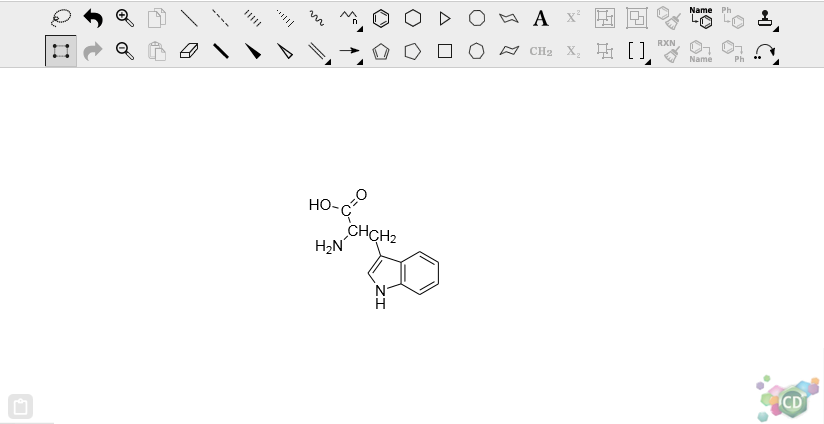 n
A
X²
Name
Ph
CH₂
X₂
RXN
Name
Ph
O
HO
C
CH
CH₂
H₂N
N
H
CD